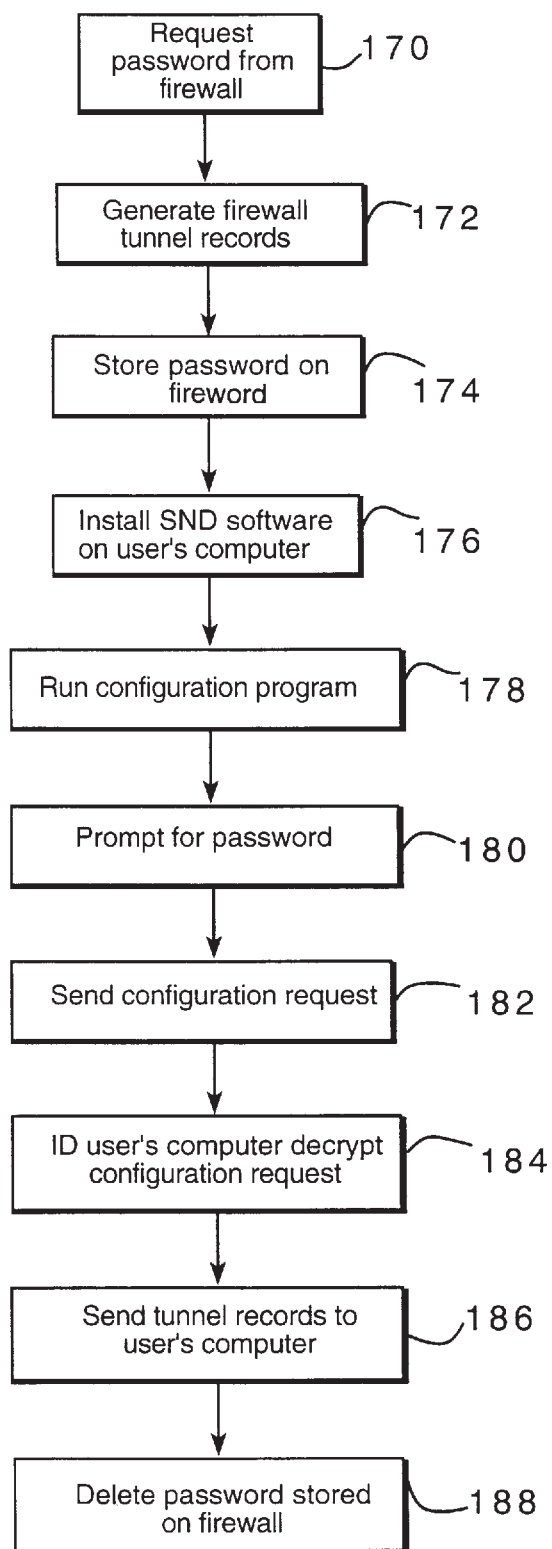 Request
password from
firewall
170
Generate firewall
tunnel records
172
Store password on
fireword
174
Install SND software
on user's computer
176
Run configuration program
178
Prompt for password
180
Send configuration request
182
ID user's computer decrypt
configuration request
184
Send tunnel records to
user's computer
186
Delete password stored
on firewall
188